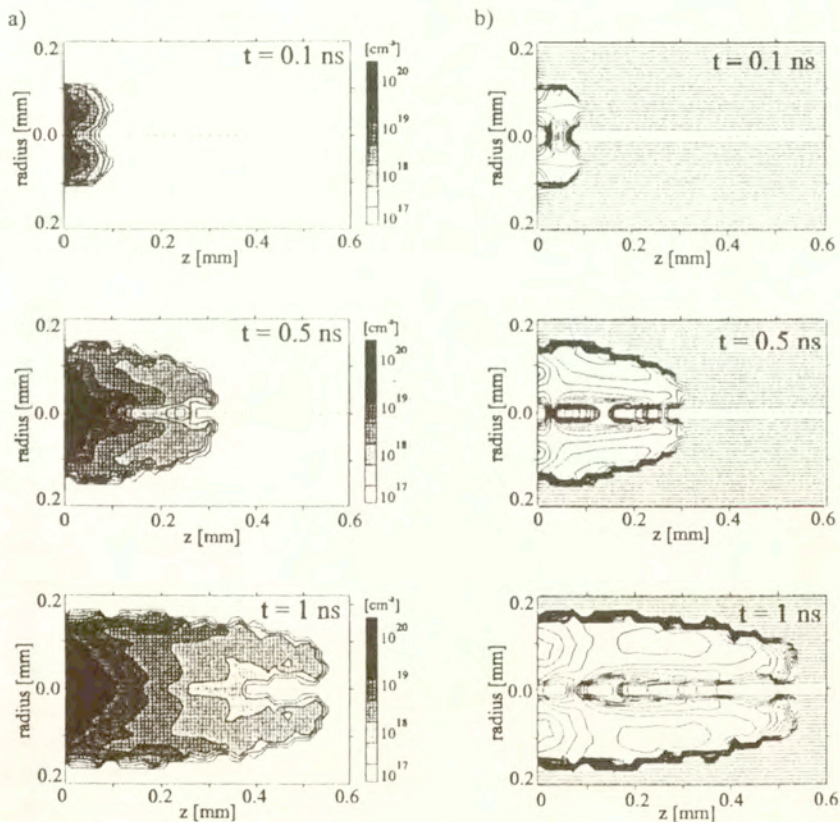 a)
[cm⁻³]
t = 0.1 ns
0.2
0.0
0.2
radius [mm]
10²⁰
10¹⁹
10¹⁸
10¹⁷
0 0.2 0.4 0.6
z [mm]
b)
t = 0.1 ns
0.2
0.0
0.2
radius [mm]
0 0.2 0.4 0.6
z [mm]
[cm⁻³]
t = 0.5 ns
0.2
0.0
0.2
radius [mm]
10²⁰
10¹⁹
10¹⁸
10¹⁷
0 0.2 0.4 0.6
z [mm]
t = 0.5 ns
0.2
0.0
0.2
radius [mm]
0 0.2 0.4 0.6
z [mm]
[cm⁻³]
t = 1 ns
0.2
0.0
0.2
radius [mm]
10²⁰
10¹⁹
10¹⁸
10¹⁷
0 0.2 0.4 0.6
z [mm]
t = 1 ns
0.2
0.0
0.2
radius [mm]
0 0.2 0.4 0.6
z [mm]